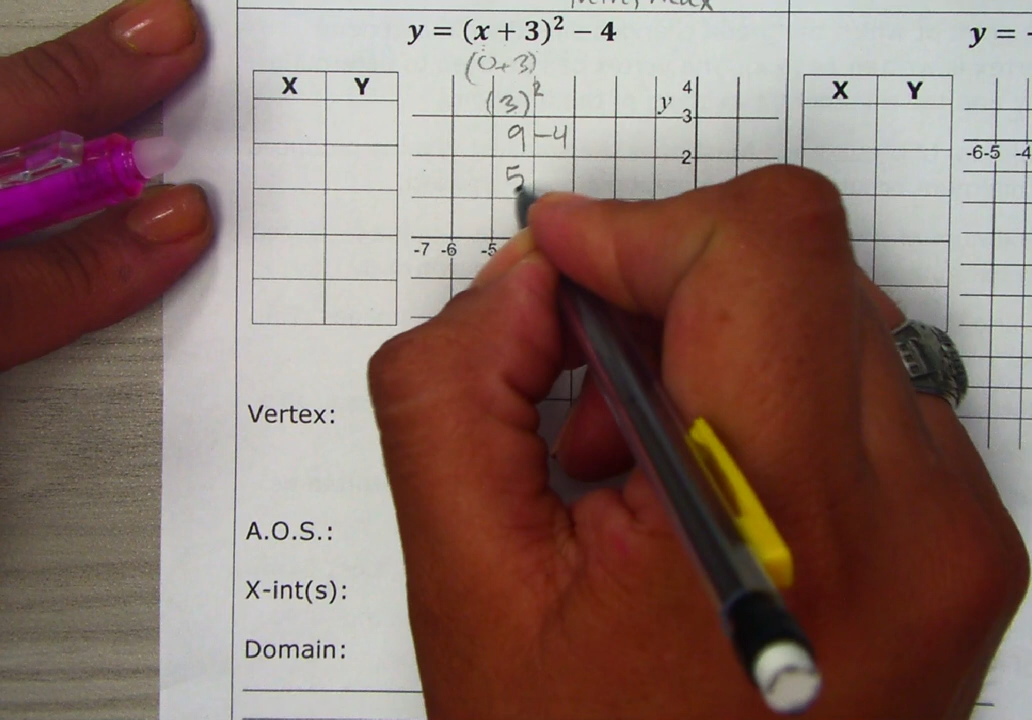 y = (x + 3)² − 4
y = -
(0+3)
(3)²
9 -4
5
X Y
y 4
3
2
-7 -6 -5
X Y
-6-5 -4
Vertex:
A.O.S.:
X-int(s):
Domain: